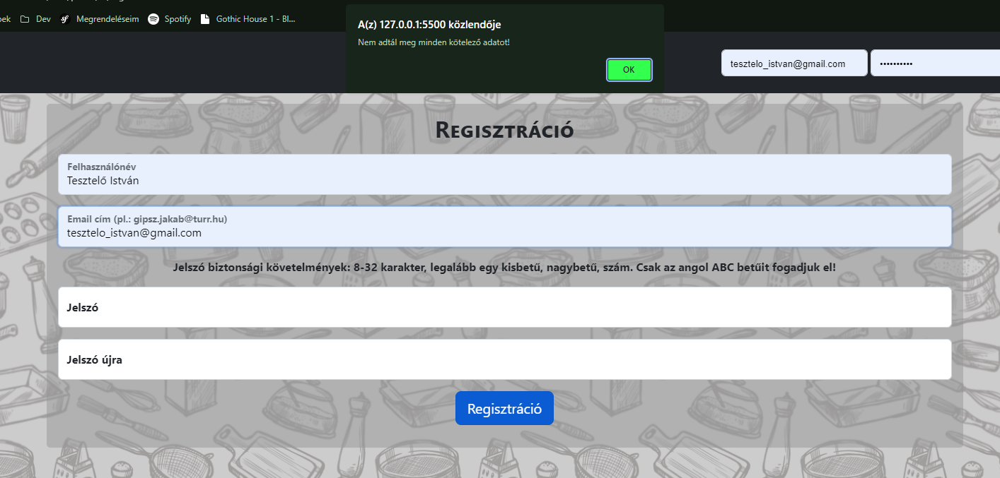 Dev
Megrendeléseim
Spotify
Gothic House 1 - Bl...
A(z) 127.0.0.1:5500 közlendője
Nem adtál meg minden kötelező adatot!
OK
tesztelo_istvan@gmail.com
••••••••••
Regisztráció
Felhasználónév
Tesztelő István
Email cím (pl.: gipsz.jakab@turr.hu)
tesztelo_istvan@gmail.com
Jelszó biztonsági követelmények: 8-32 karakter, legalább egy kisbetű, nagybetű, szám. Csak az angol ABC betűit fogadjuk el!
Jelszó
Jelszó újra
Regisztráció